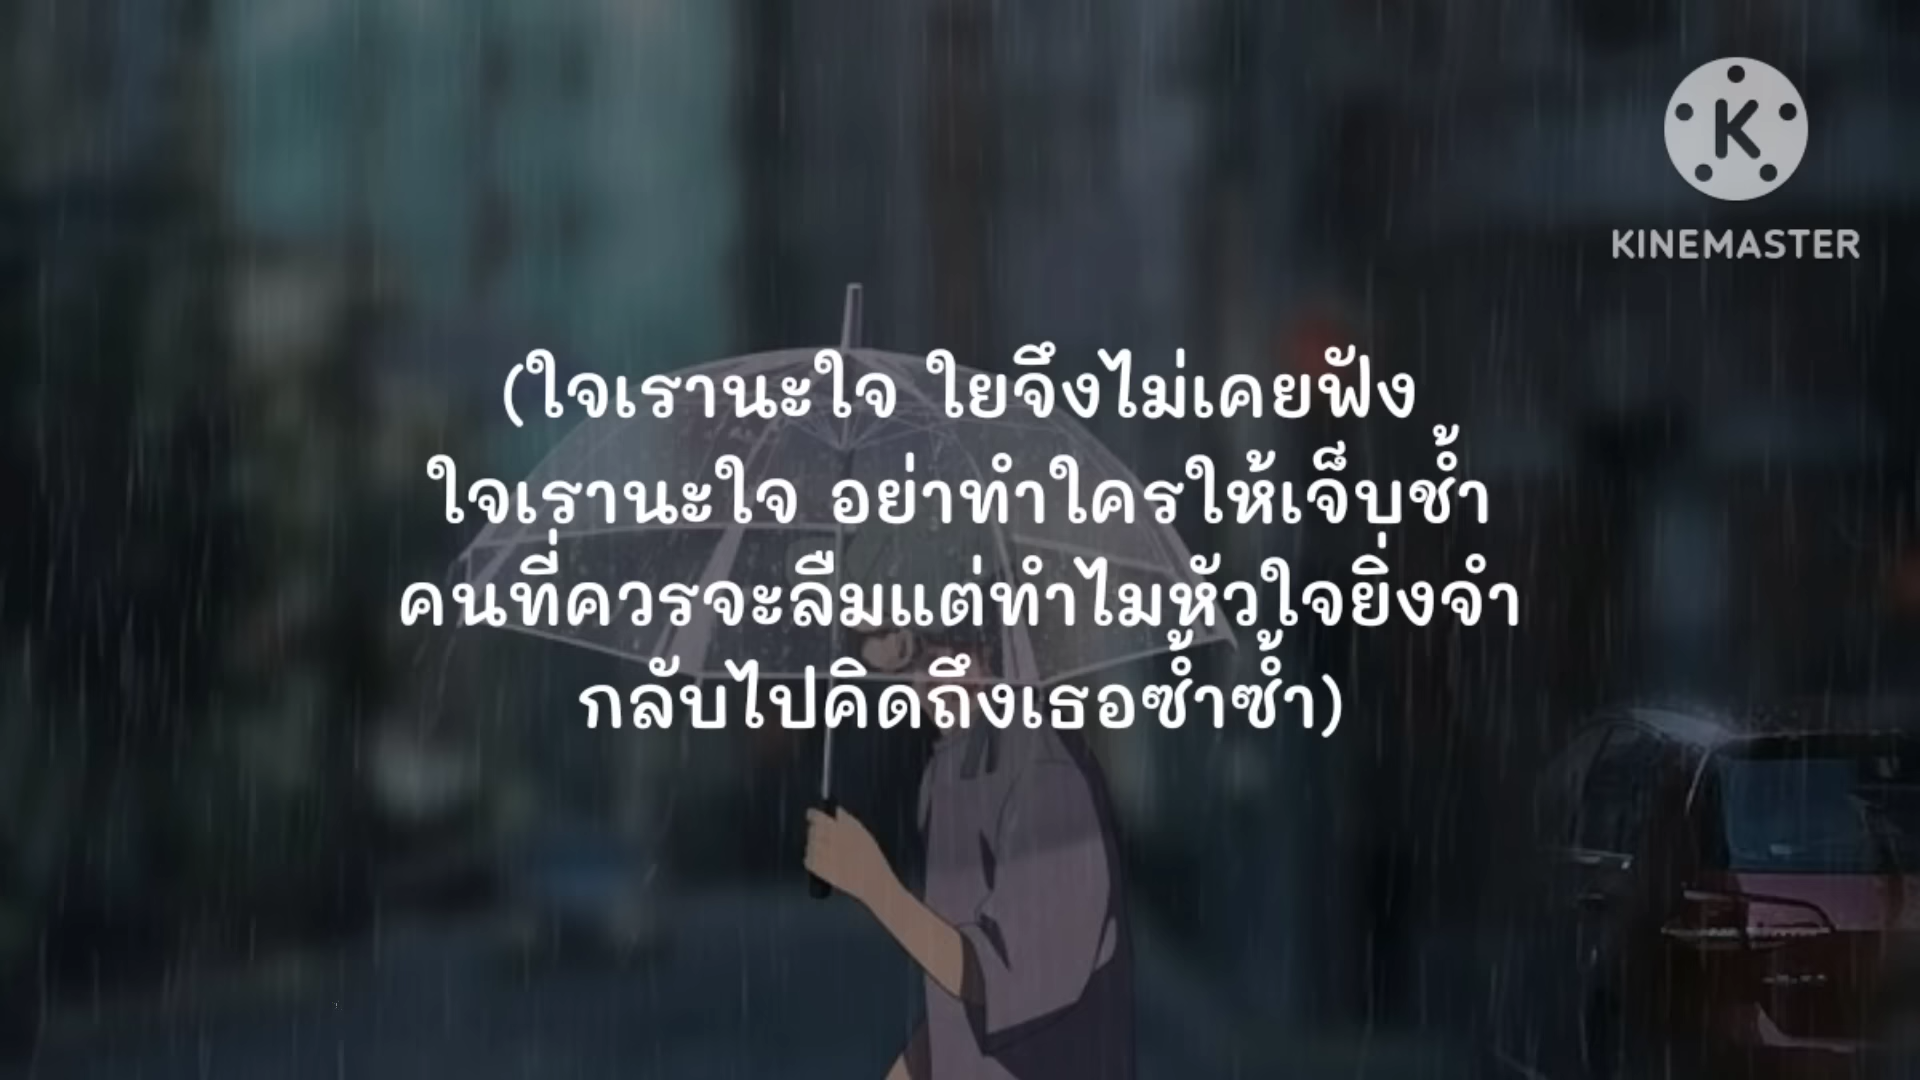 KINEMASTER
(ใจเรานะใจ ใยจึงไม่เคยฟัง
ใจเรานะใจ อย่าทำใครให้เจ็บช้ำ
คนที่ควรจะลืมแต่ทำไมหัวใจยิ่งจำ
กลับไปคิดถึงเธอซ้ำซ้ำ)